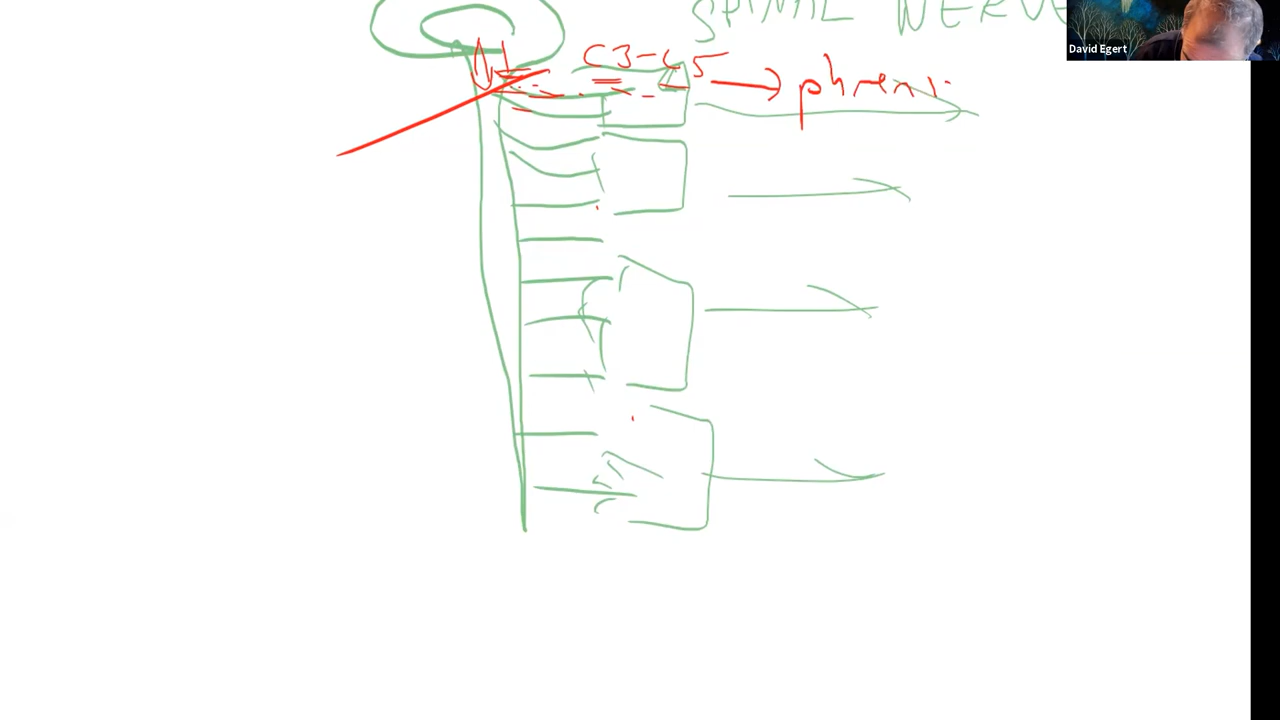 SPINAL NERVE
David Egert
C3-C5 → phreni